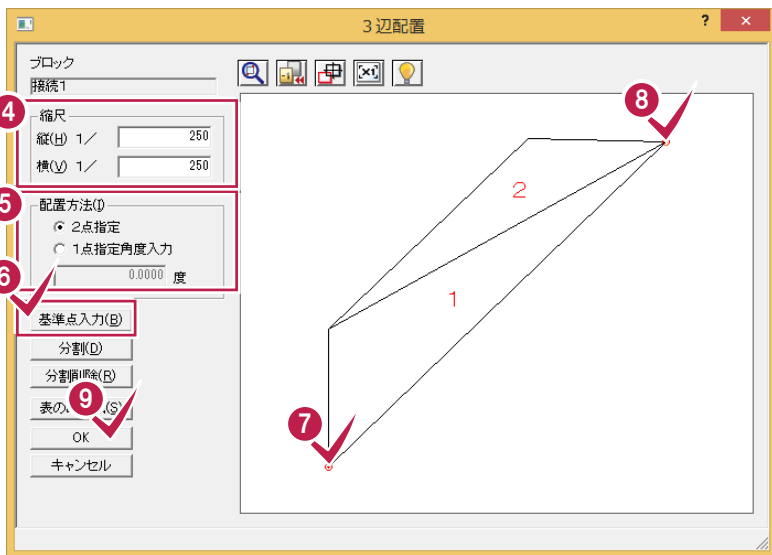 3辺配置
?
×
ブロック
接続1
4
縮尺
縦(H) 1/ 250
横(V) 1/ 250
5
配置方法(I)
2点指定
1点指定角度入力
0.0000 度
6
基準点入力(B)
分割(D)
分割削除(R)
9
表の
(S)
OK
キャンセル
-i
X1
8
2
1
7